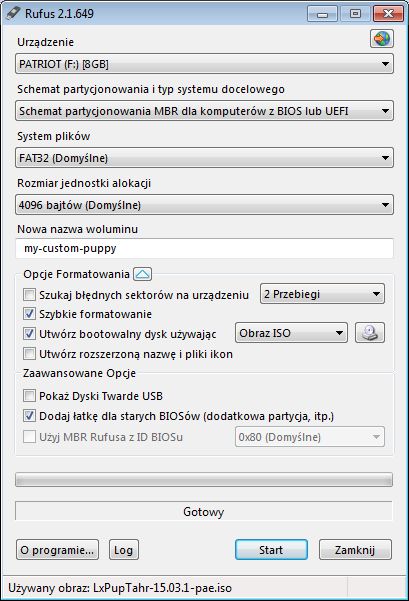 Rufus 2.1.649
Urządzenie
PATRIOT (F:) [8GB]
Schemat partycjonowania i typ systemu docelowego
Schemat partycjonowania MBR dla komputerów z BIOS lub UEFI
System plików
FAT32 (Domyślne)
Rozmiar jednostki alokacji
4096 bajtów (Domyślne)
Nowa nazwa woluminu
my-custom-puppy
Opcje Formatowania
Szukaj błędnych sektorów na urządzeniu 2 Przebiegi
Szybkie formatowanie
Utwórz bootowalny dysk używając Obraz ISO
Utwórz rozszerzoną nazwę i pliki ikon
Zaawansowane Opcje
Pokaż Dyski Twarde USB
Dodaj łatkę dla starych BIOSów (dodatkowa partycja, itp.)
Użyj MBR Rufusa z ID BIOSu 0x80 (Domyślne)
Gotowy
O programie... Log Start Zamknij
Używany obraz: LxPupTahr-15.03.1-pae.iso